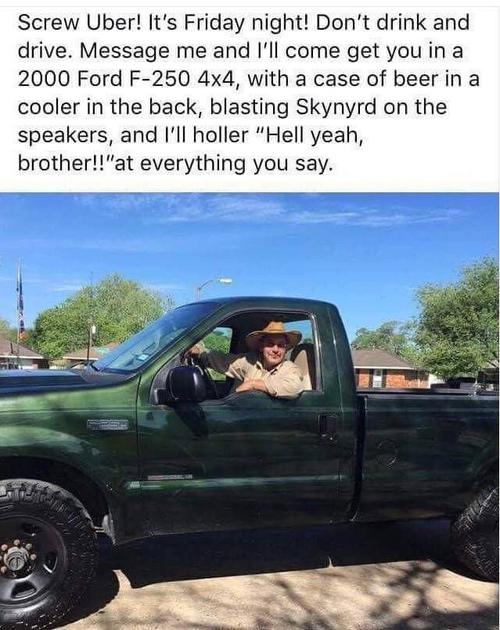 Screw Uber! It's Friday night! Don't drink and
drive. Message me and I'll come get you in a
2000 Ford F-250 4x4, with a case of beer in a
cooler in the back, blasting Skynyrd on the
speakers, and I'll holler "Hell yeah,
brother!!"at everything you say.